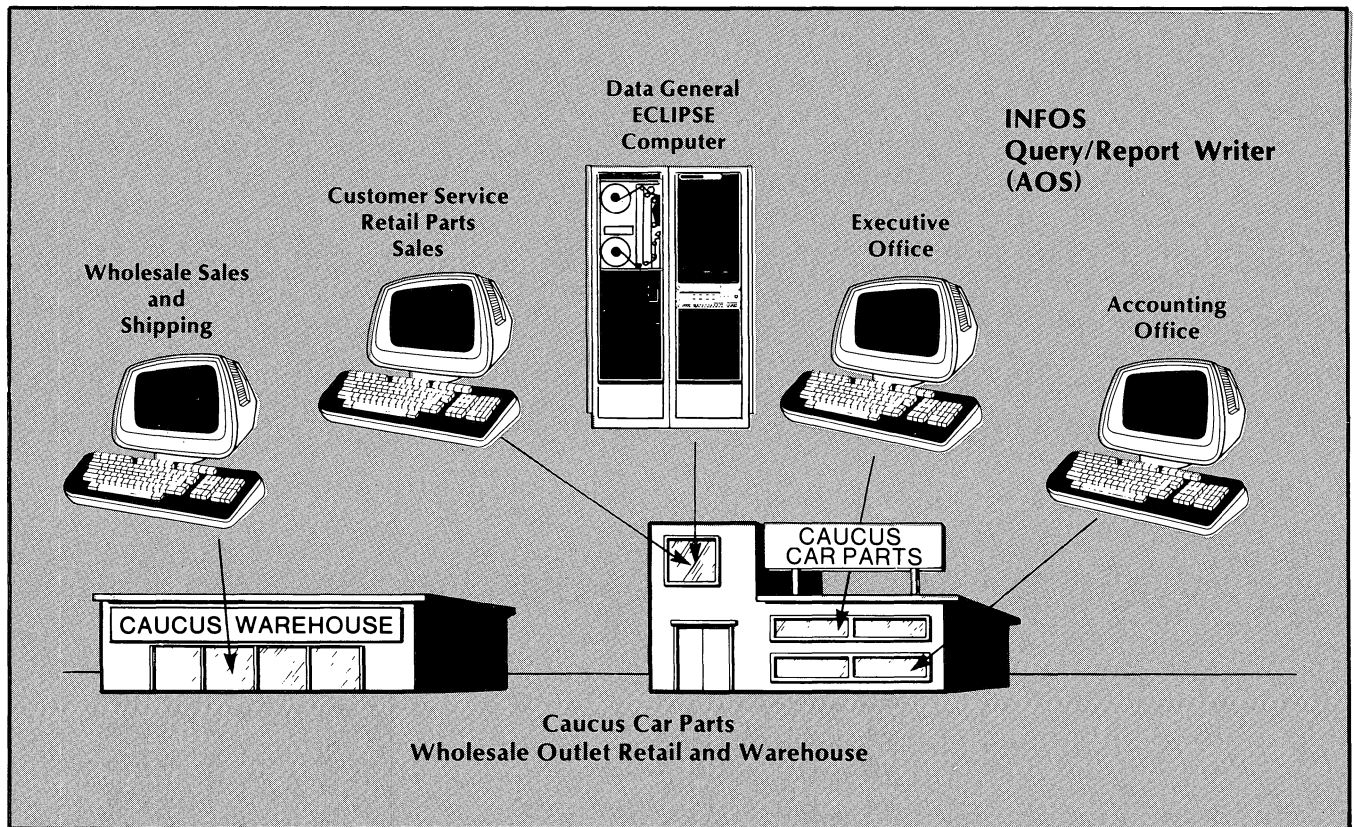 Data General
ECLIPSE
Computer
INFOS
Query/Report Writer
(AOS)
Customer Service
Retail Parts
Sales
Executive
Office
Wholesale Sales
and
Shipping
Accounting
Office
CAUCUS
CAR PARTS
CAUCUS WAREHOUSE
Caucus Car Parts
Wholesale Outlet Retail and Warehouse